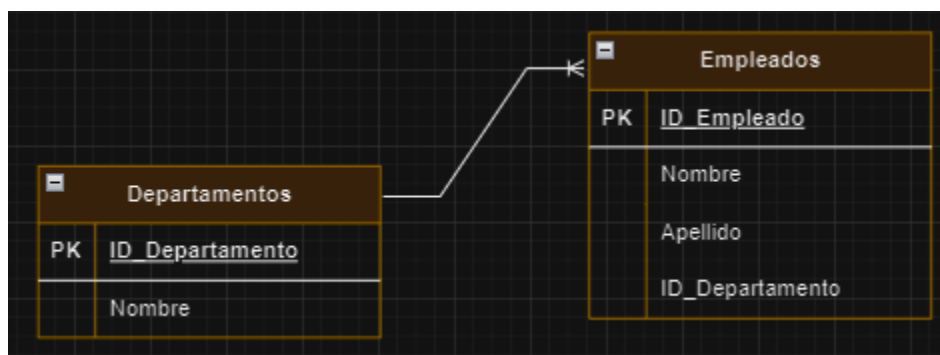 Departamentos
PK ID_Departamento
Nombre
Empleados
PK ID_Empleado
Nombre
Apellido
ID_Departamento